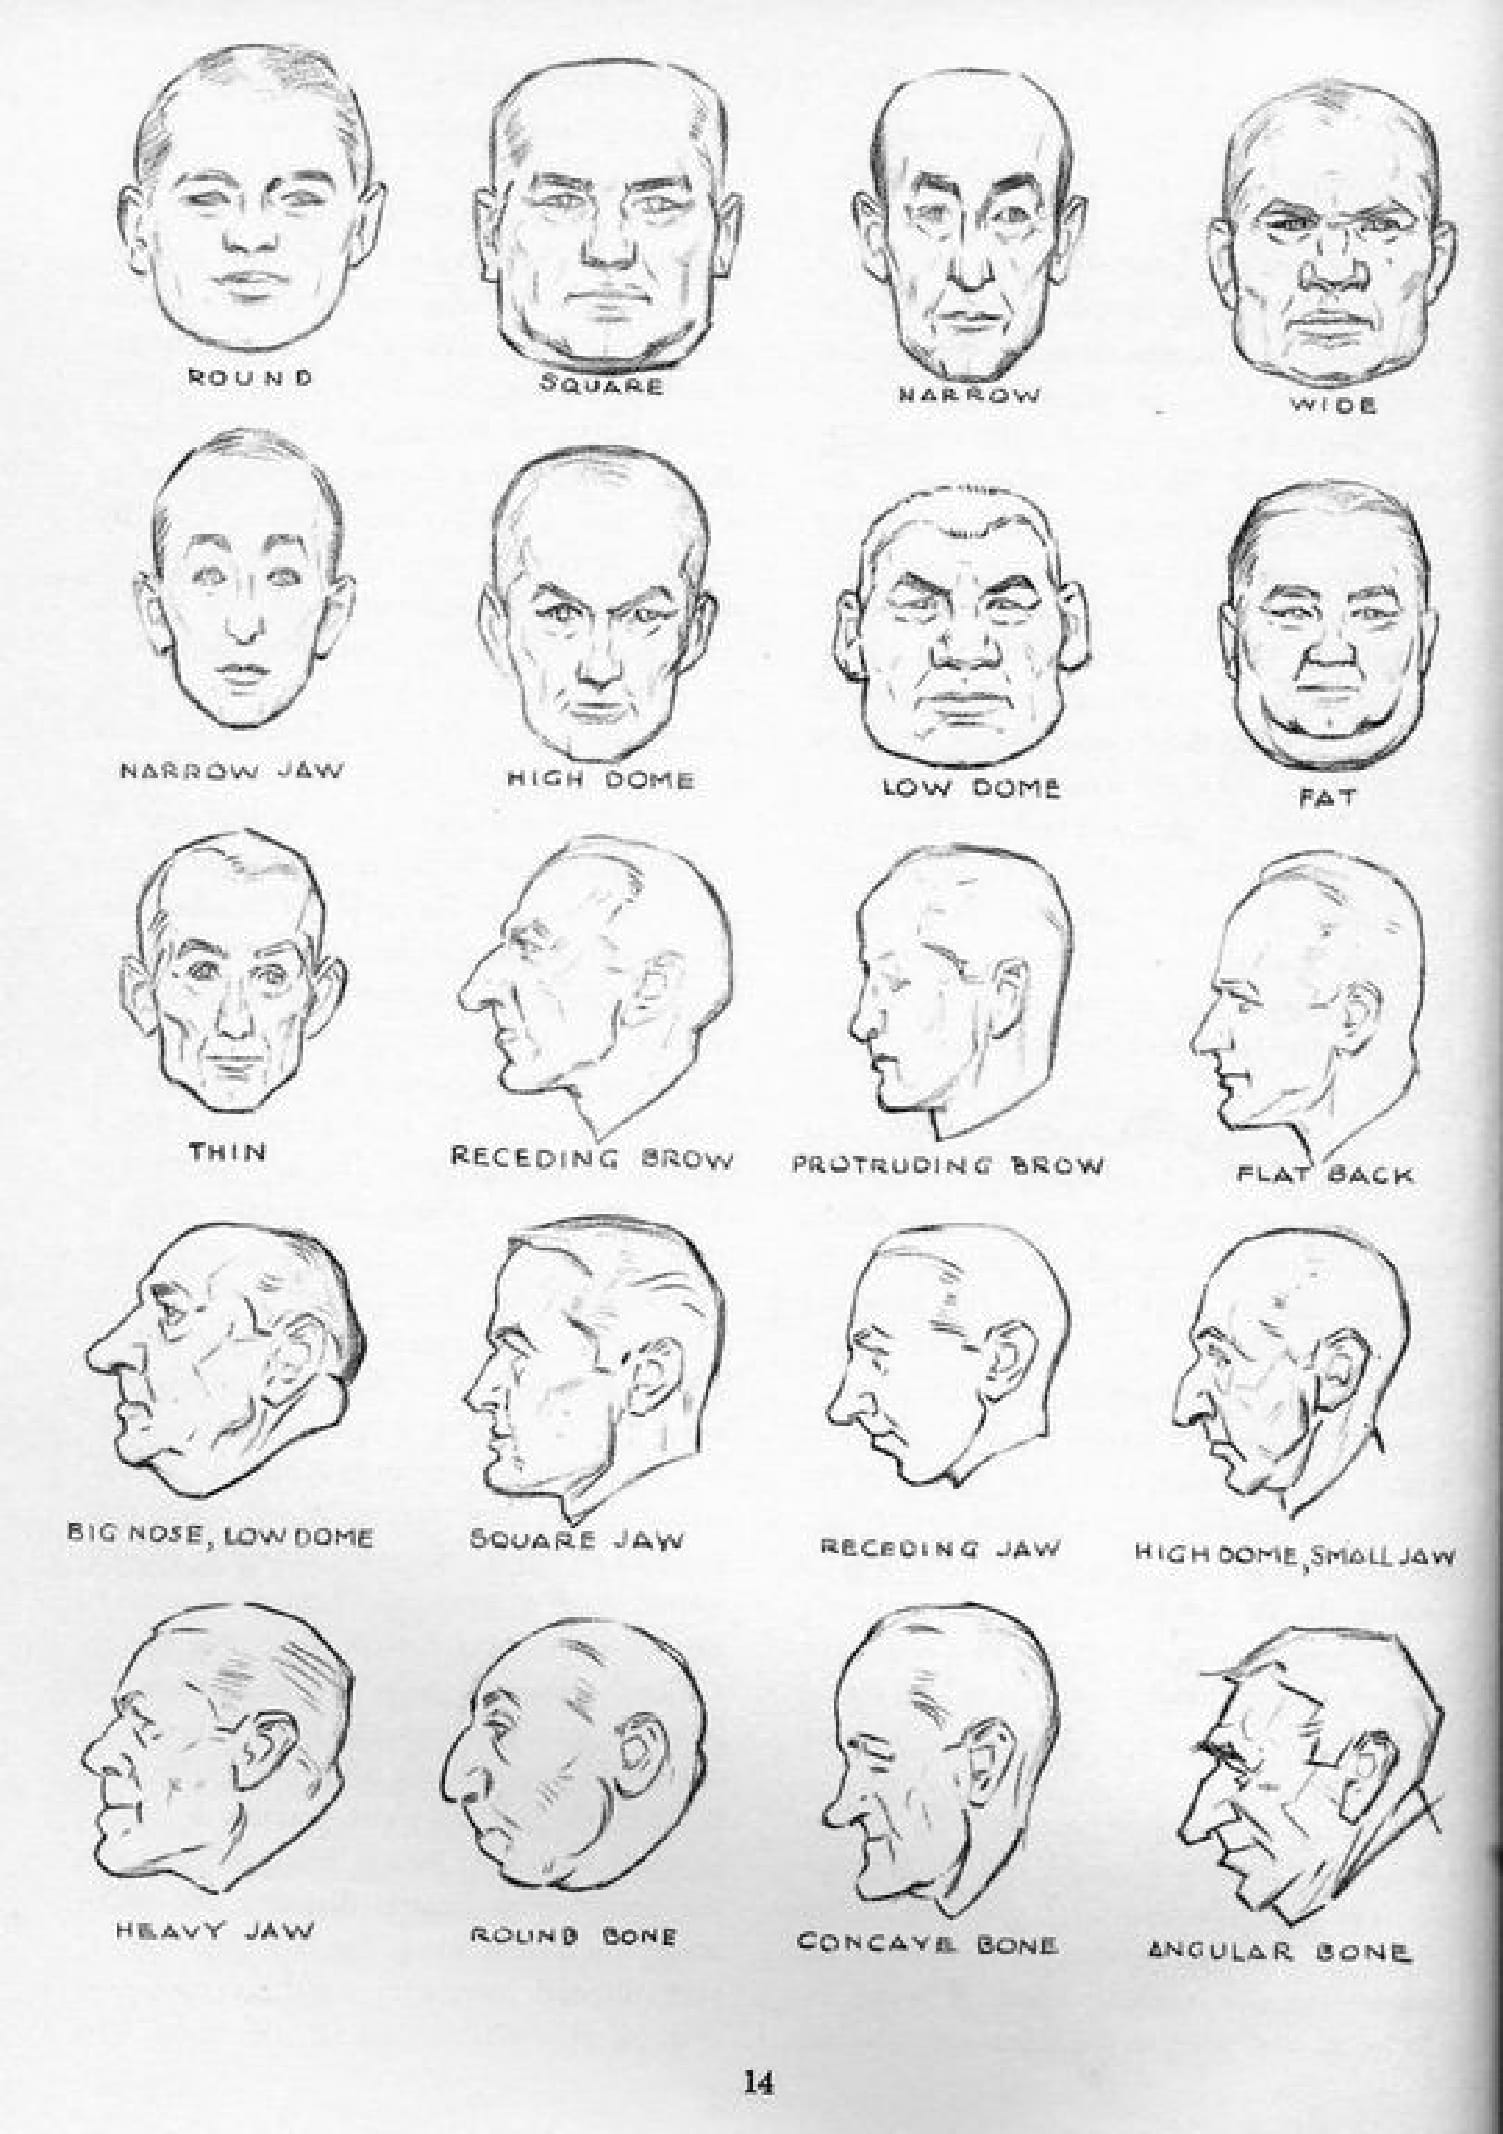 ROUND
SQUARE
NARROW
WIDE
NARROW JAW
HIGH DOME
LOW DOME
FAT
THIN
RECEDING BROW
PROTRUDING BROW
FLAT BACK
BIG NOSE, LOW DOME
SQUARE JAW
RECEDING JAW
HIGH DOME, SMALL JAW
HEAVY JAW
ROUND BONE
CONCAVE BONE
ANGULAR BONE
14